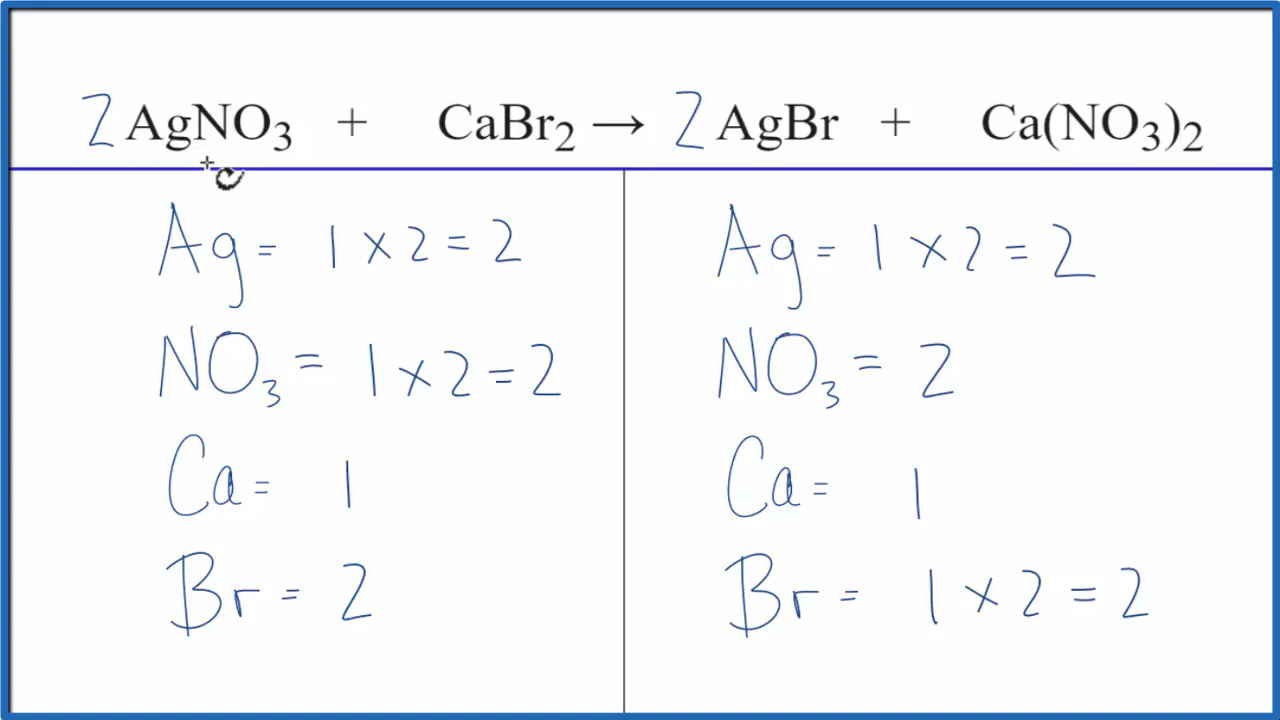 2 AgNO₃ + CaBr₂ → 2 AgBr + Ca(NO₃)₂
Ag = 1 x 2 = 2
NO₃ = 1 x 2 = 2
Ca = 1
Br = 2
Ag = 1 x 2 = 2
NO₃ = 2
Ca = 1
Br = 1 x 2 = 2